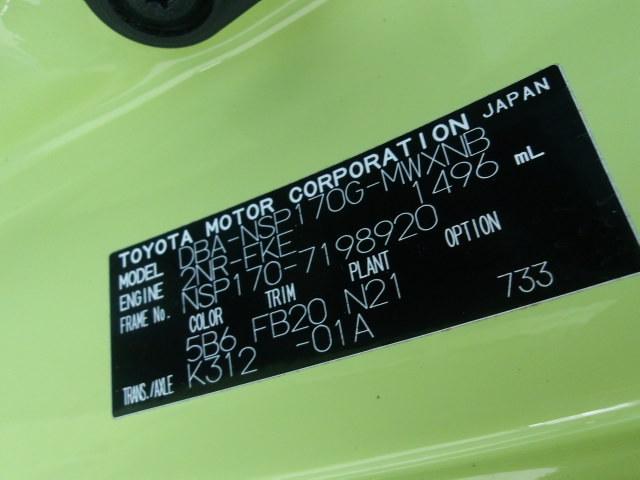 TOYOTA MOTOR CORPORATION JAPAN
MODEL DBA-NSP170G-MWXNB
ENGINE 2NR-FKE 1496 mL
FRAME No. NSP170-7198920
COLOR TRIM PLANT OPTION
5B6 FB20 N21
TRANS./AXLE K312 -01A 733